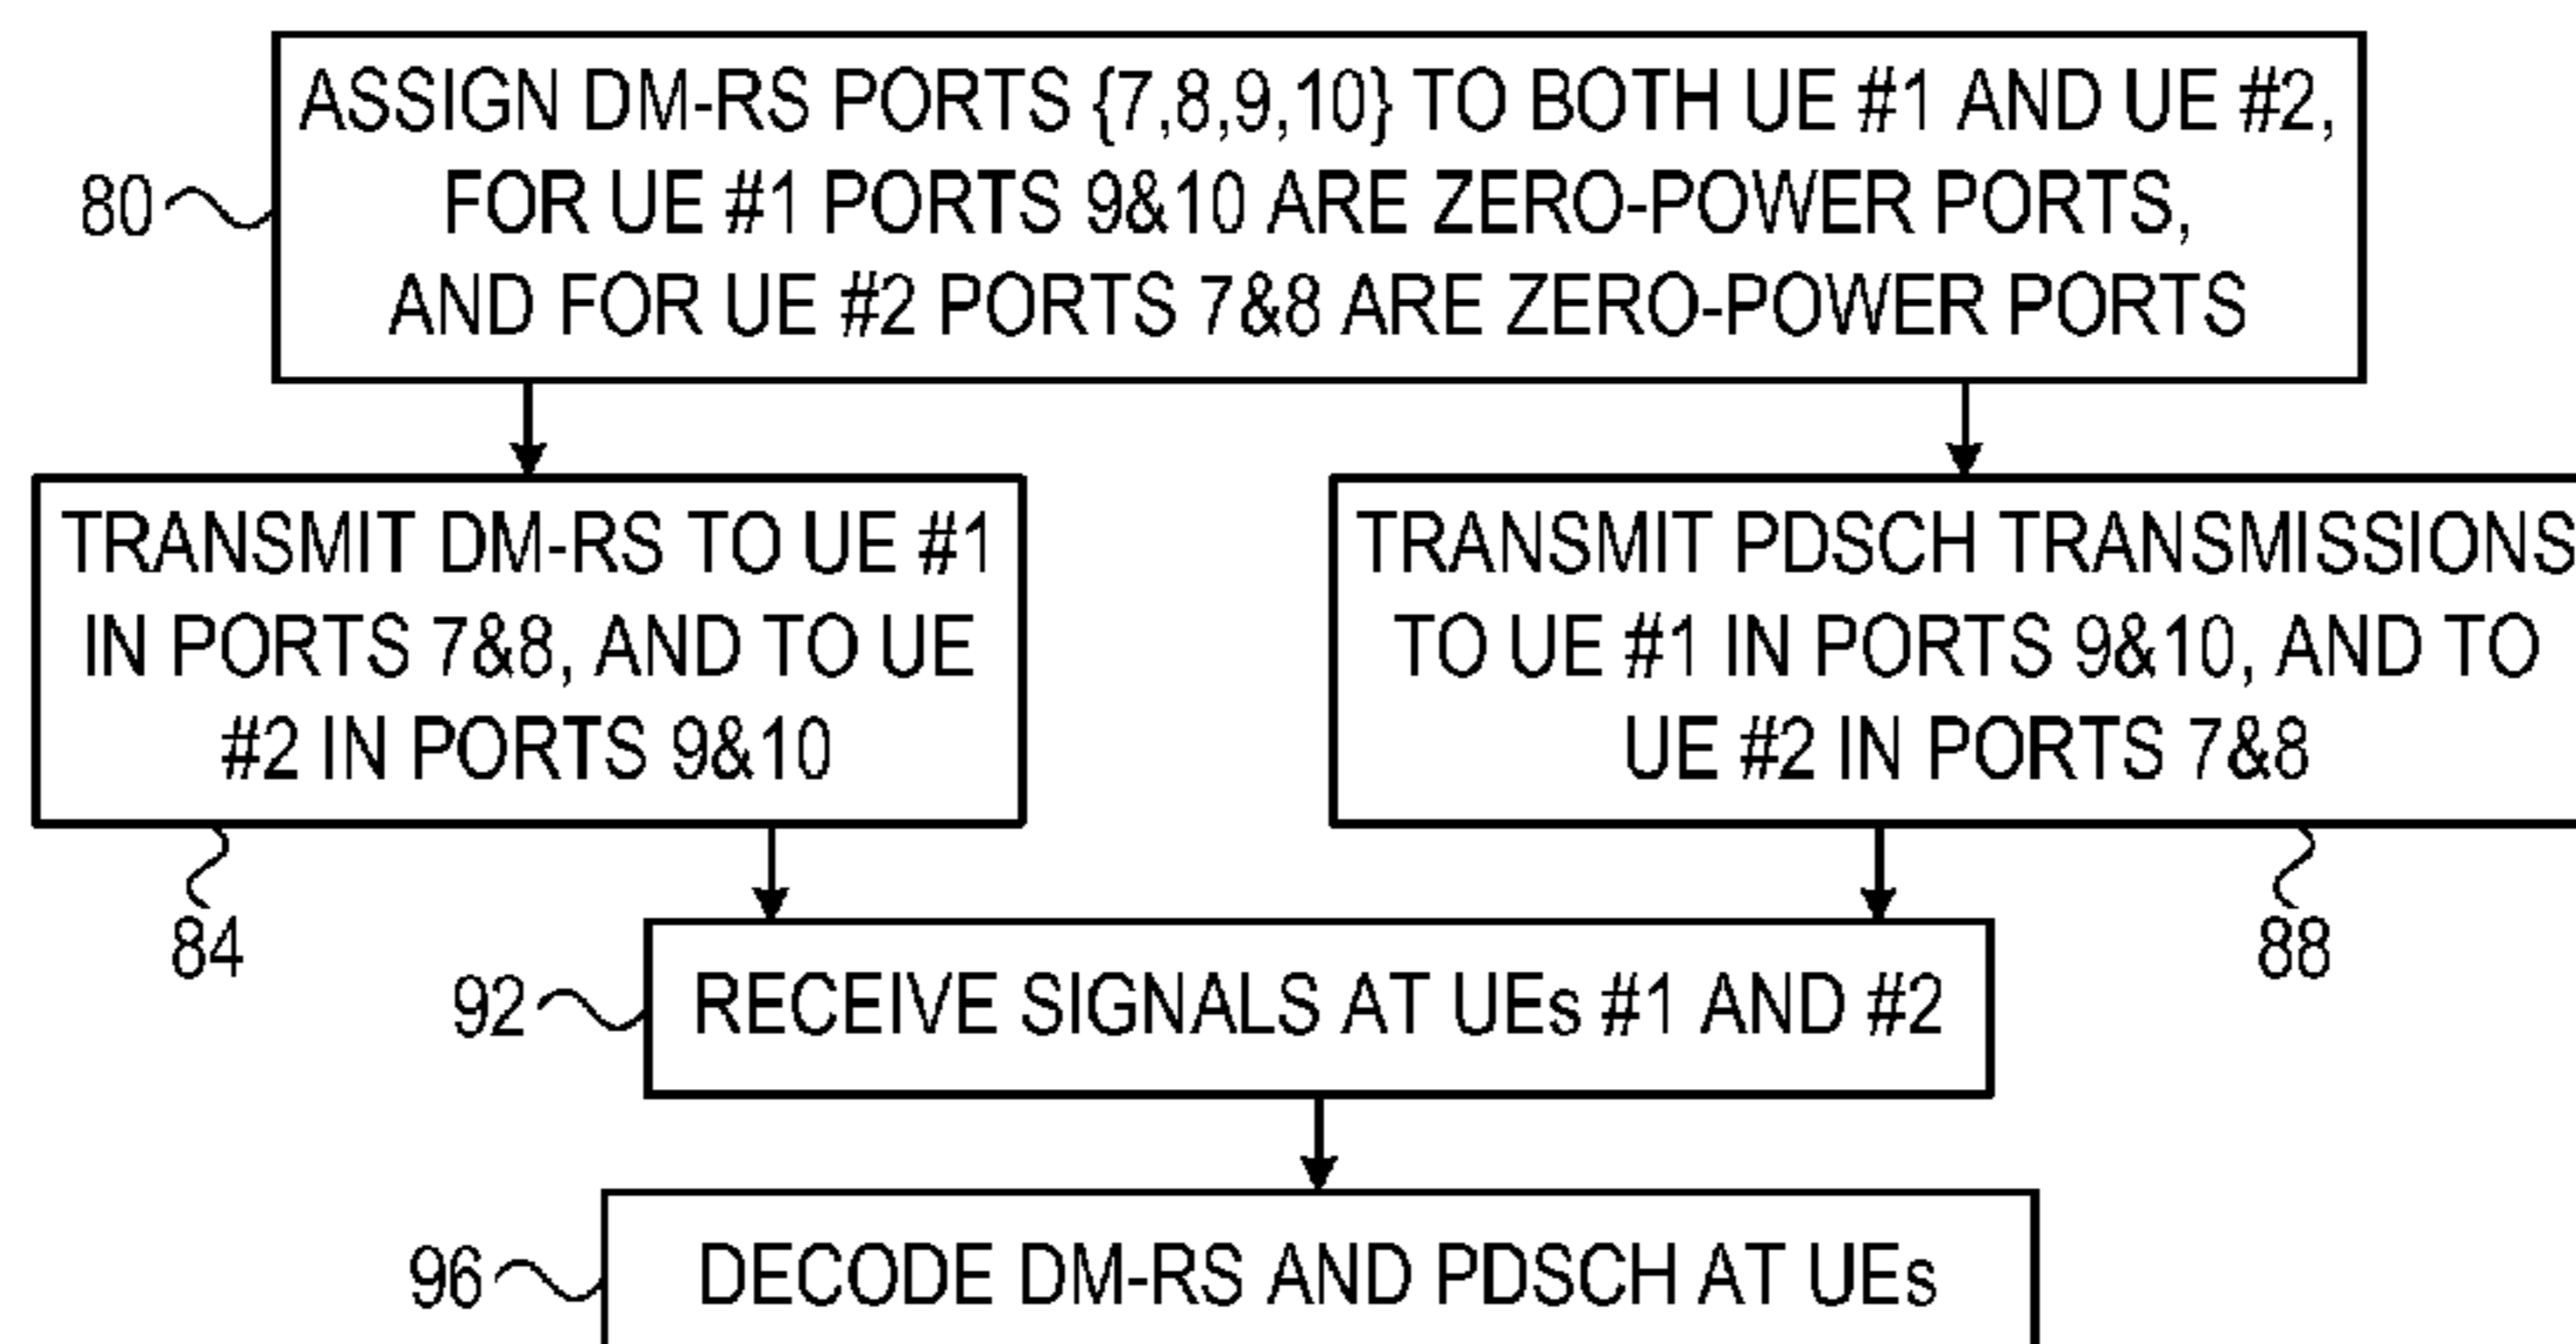 ASSIGN DM-RS PORTS {7,8,9,10} TO BOTH UE #1 AND UE #2,
FOR UE #1 PORTS 9&10 ARE ZERO-POWER PORTS,
AND FOR UE #2 PORTS 7&8 ARE ZERO-POWER PORTS
80
TRANSMIT DM-RS TO UE #1
IN PORTS 7&8, AND TO UE
#2 IN PORTS 9&10
84
TRANSMIT PDSCH TRANSMISSIONS
TO UE #1 IN PORTS 9&10, AND TO
UE #2 IN PORTS 7&8
88
92
RECEIVE SIGNALS AT UEs #1 AND #2
96
DECODE DM-RS AND PDSCH AT UEs